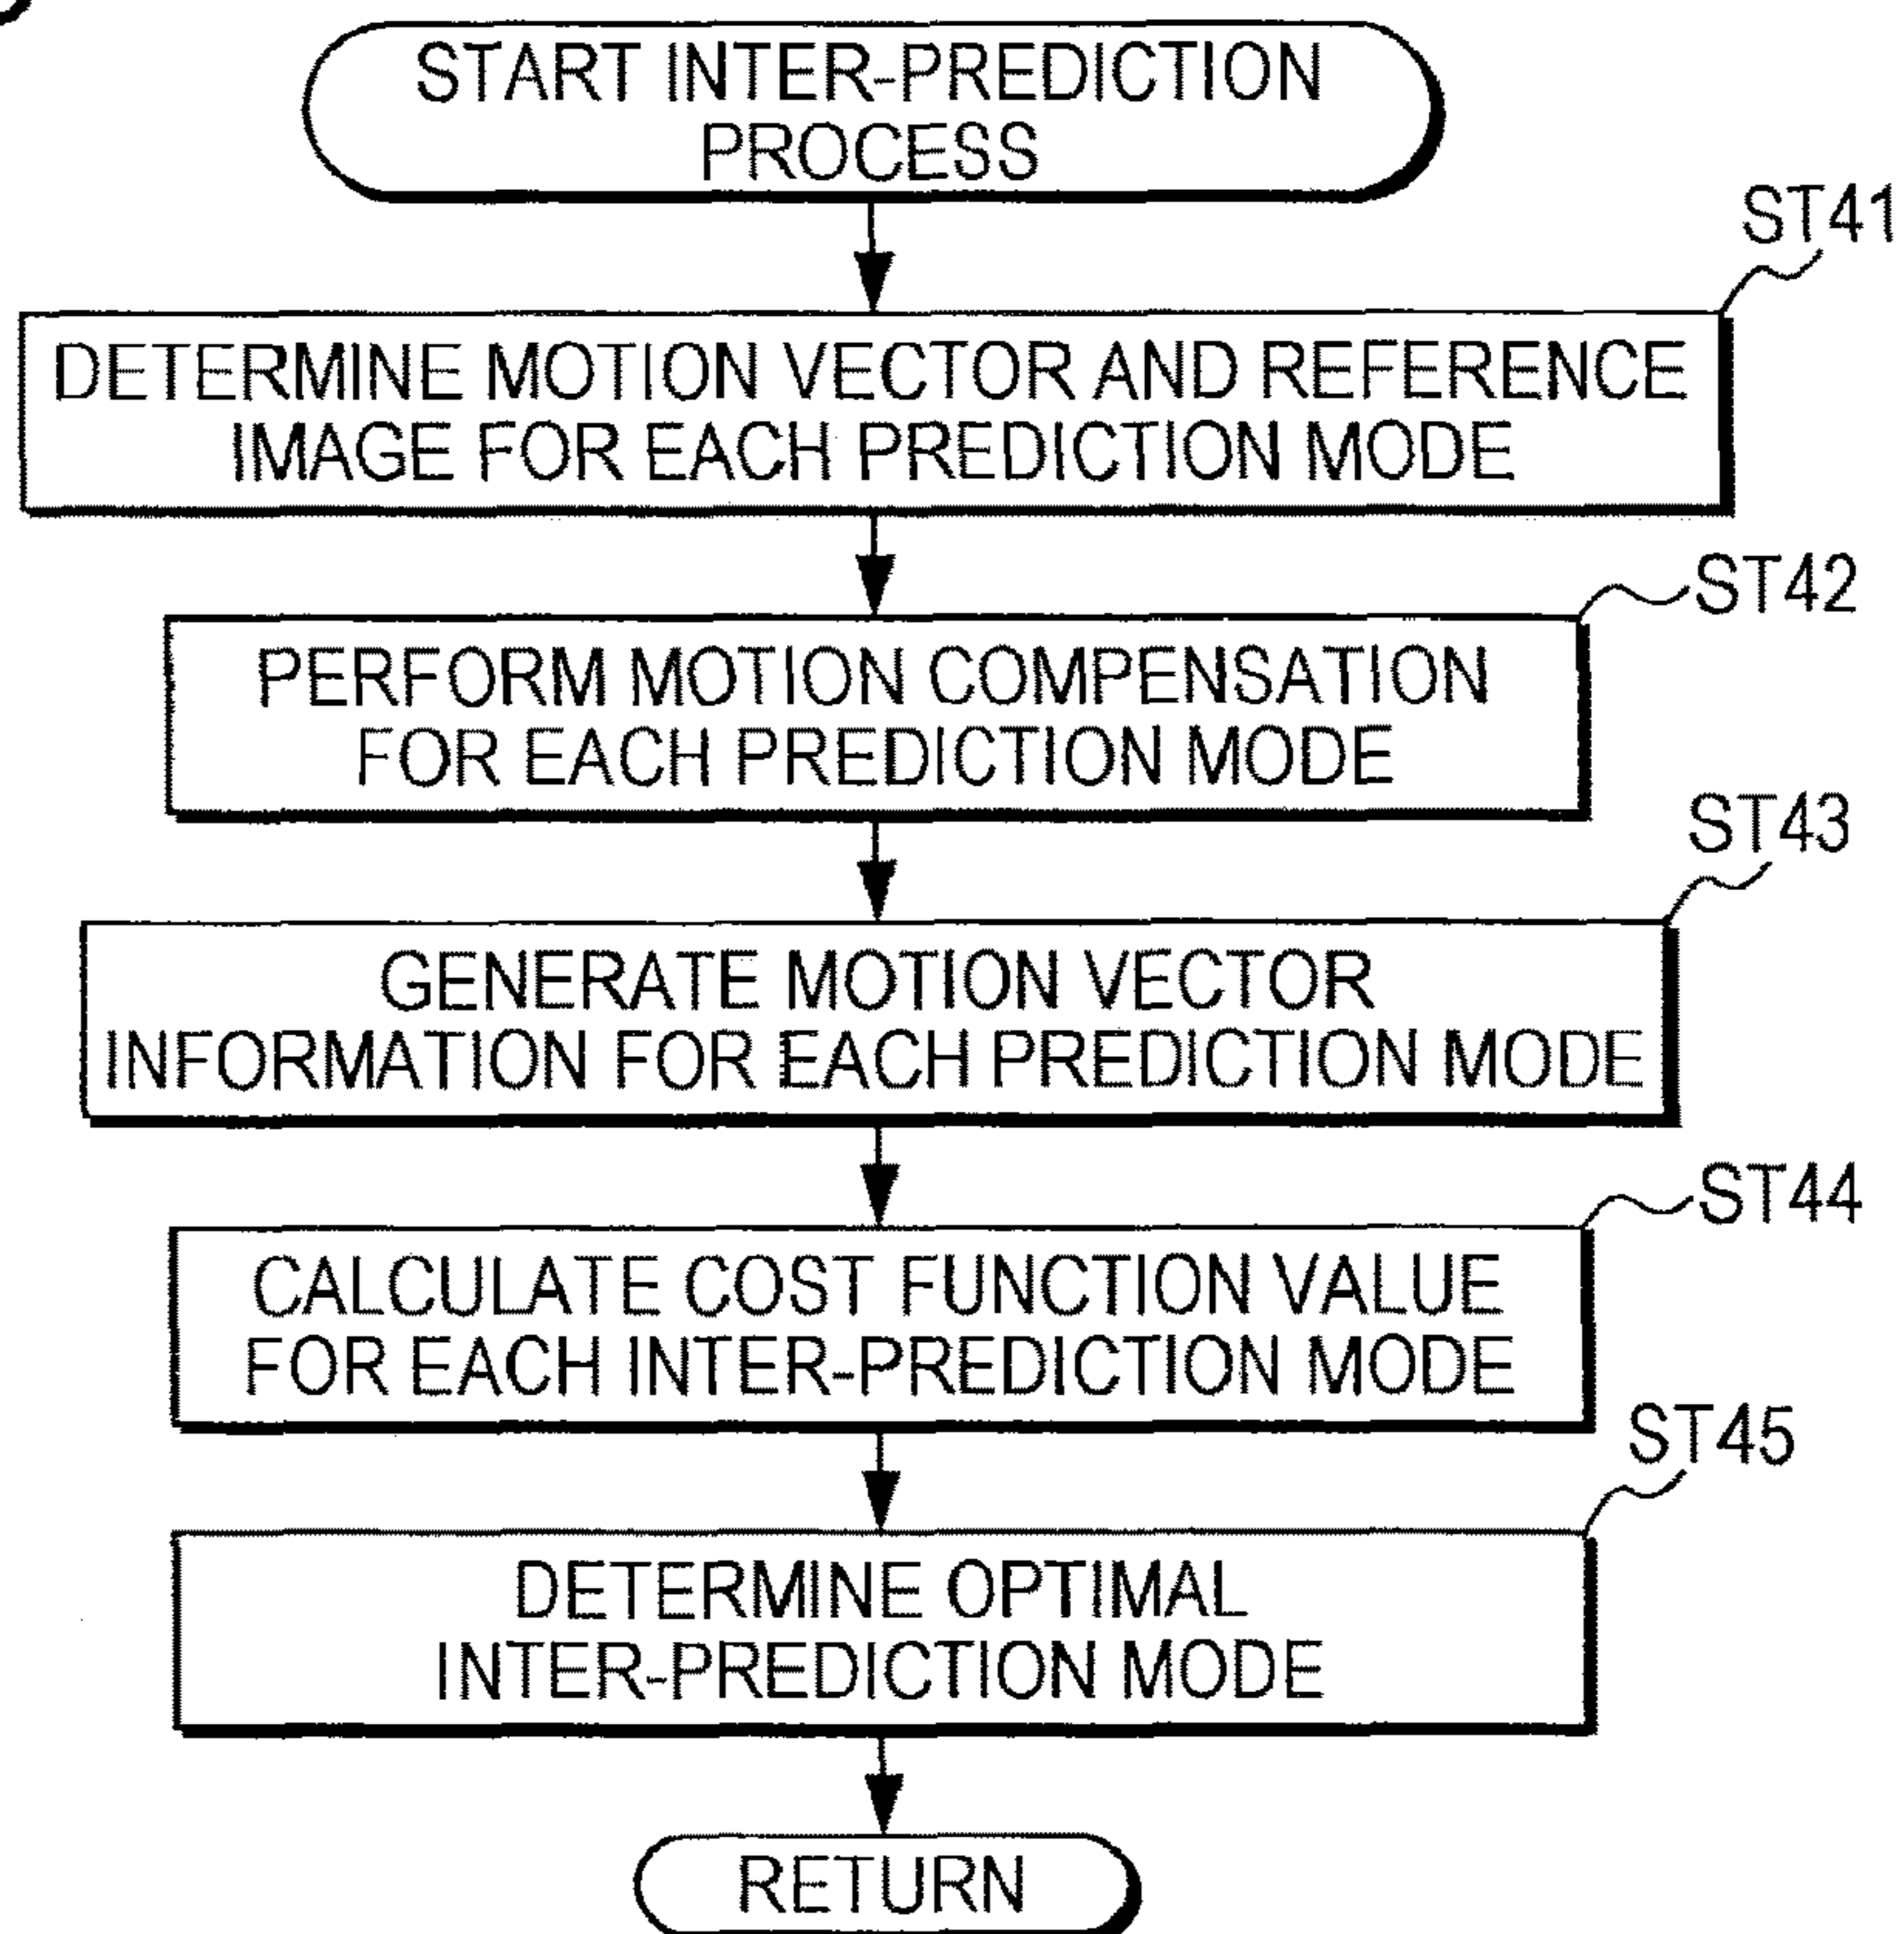 START INTER-PREDICTION
PROCESS
ST41
DETERMINE MOTION VECTOR AND REFERENCE
IMAGE FOR EACH PREDICTION MODE
ST42
PERFORM MOTION COMPENSATION
FOR EACH PREDICTION MODE
ST43
GENERATE MOTION VECTOR
INFORMATION FOR EACH PREDICTION MODE
ST44
CALCULATE COST FUNCTION VALUE
FOR EACH INTER-PREDICTION MODE
ST45
DETERMINE OPTIMAL
INTER-PREDICTION MODE
RETURN